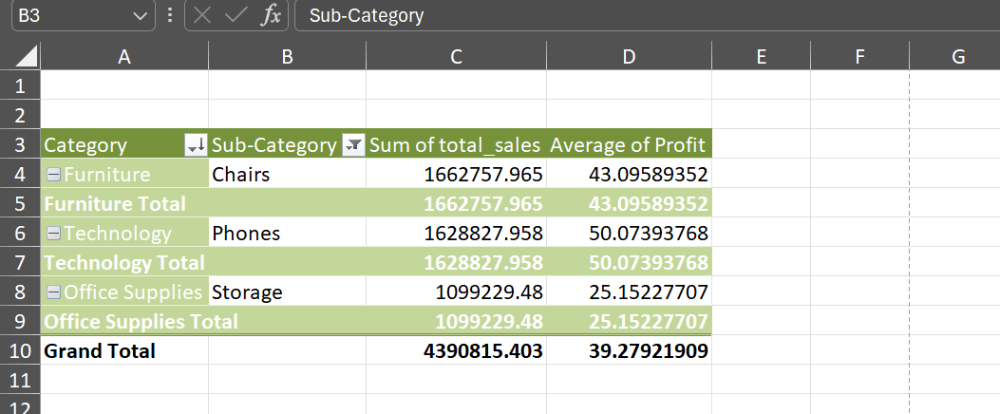 B3 fx Sub-Category
A B C D E F G
1
2
3 Category Sub-Category Sum of total_sales Average of Profit
4 Furniture Chairs 1662757.965 43.09589352
5 Furniture Total 1662757.965 43.09589352
6 Technology Phones 1628827.958 50.07393768
7 Technology Total 1628827.958 50.07393768
8 Office Supplies Storage 1099229.48 25.15227707
9 Office Supplies Total 1099229.48 25.15227707
10 Grand Total 4390815.403 39.27921909
11
12